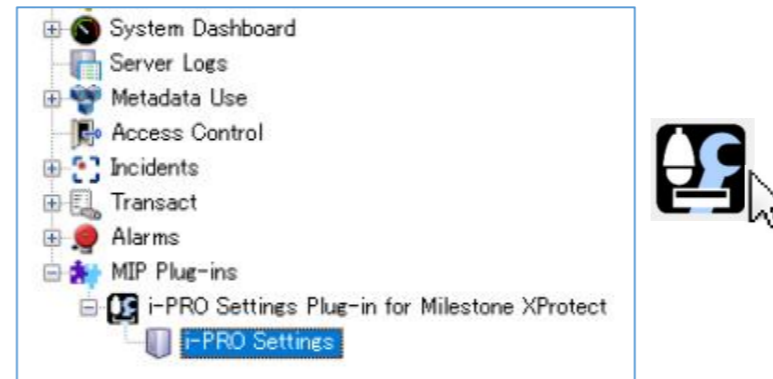 System Dashboard
Server Logs
Metadata Use
Access Control
Incidents
Transact
Alarms
MIP Plug-ins
i-PRO Settings Plug-in for Milestone XProtect
i-PRO Settings